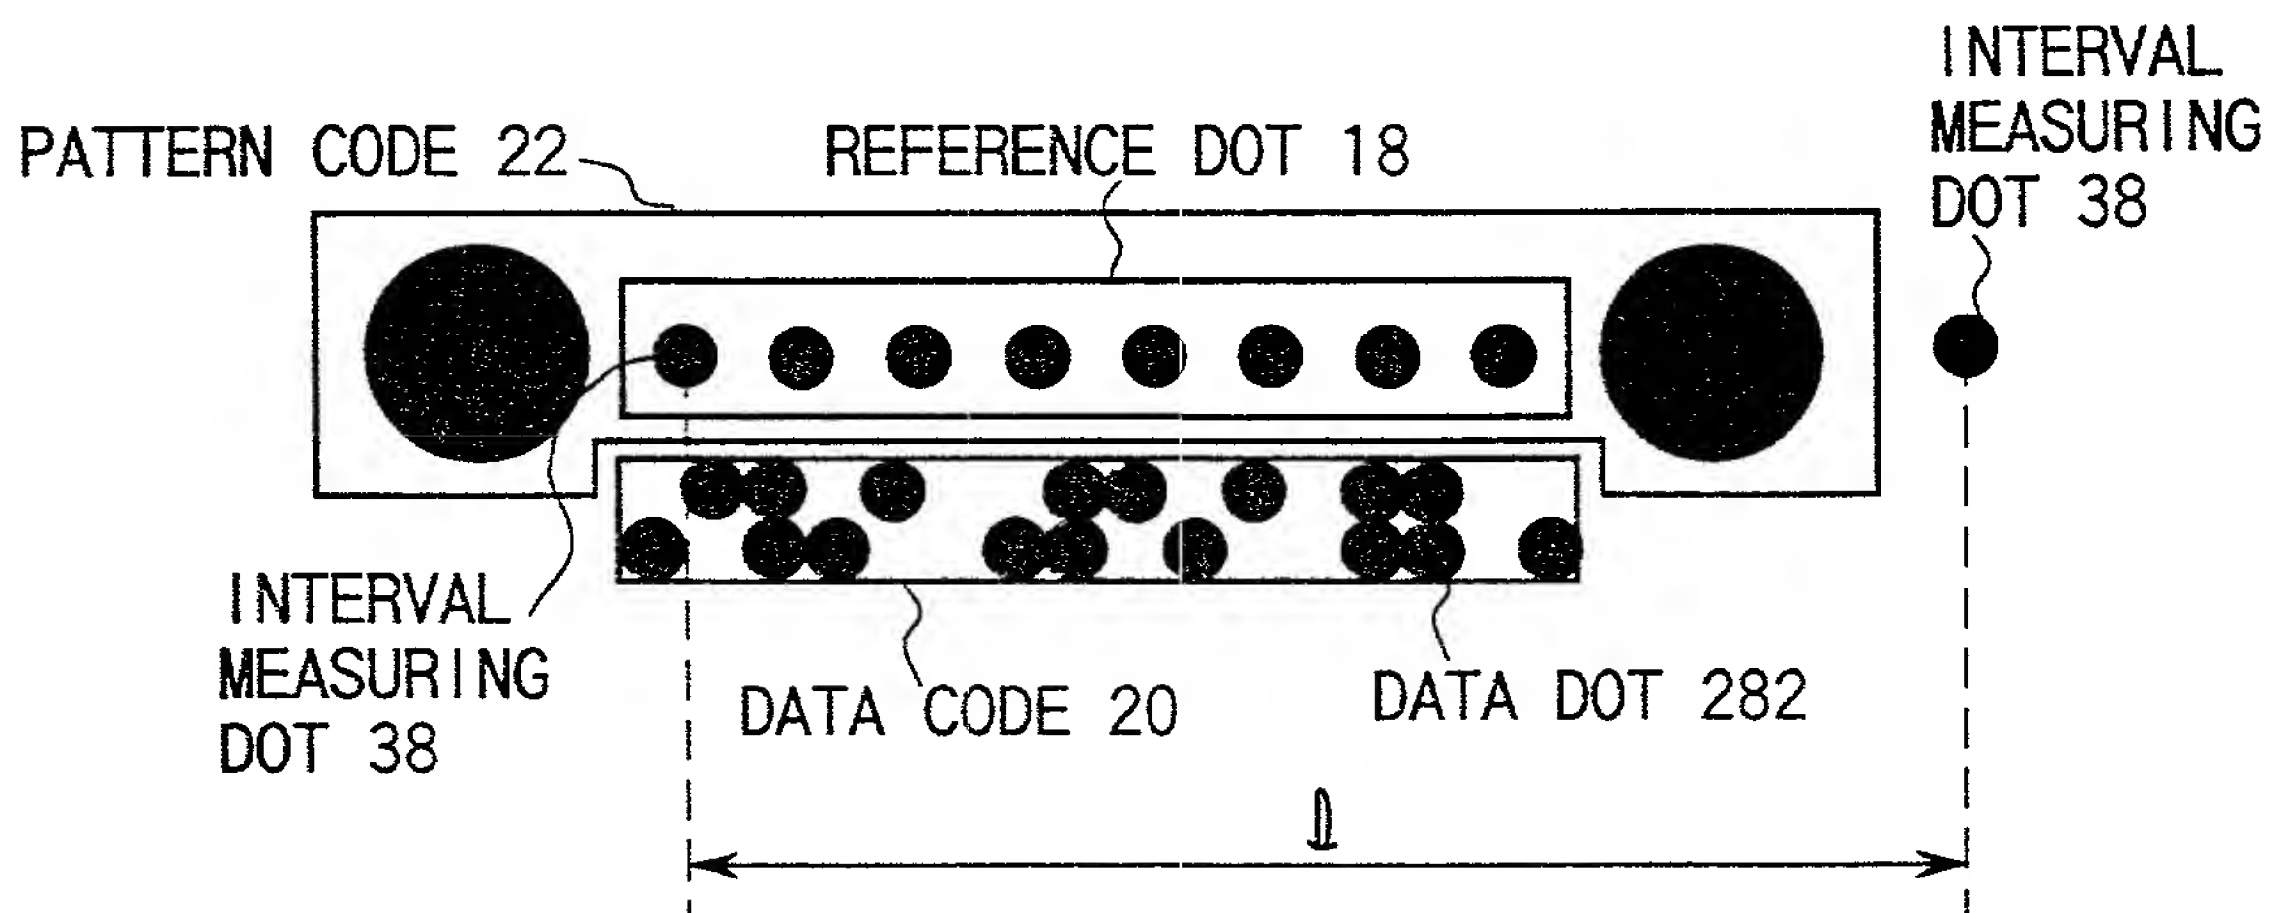 INTERVAL
MEASURING
DOT 38
PATTERN CODE 22
REFERENCE DOT 18
INTERVAL
MEASURING
DOT 38
DATA CODE 20
DATA DOT 282
D